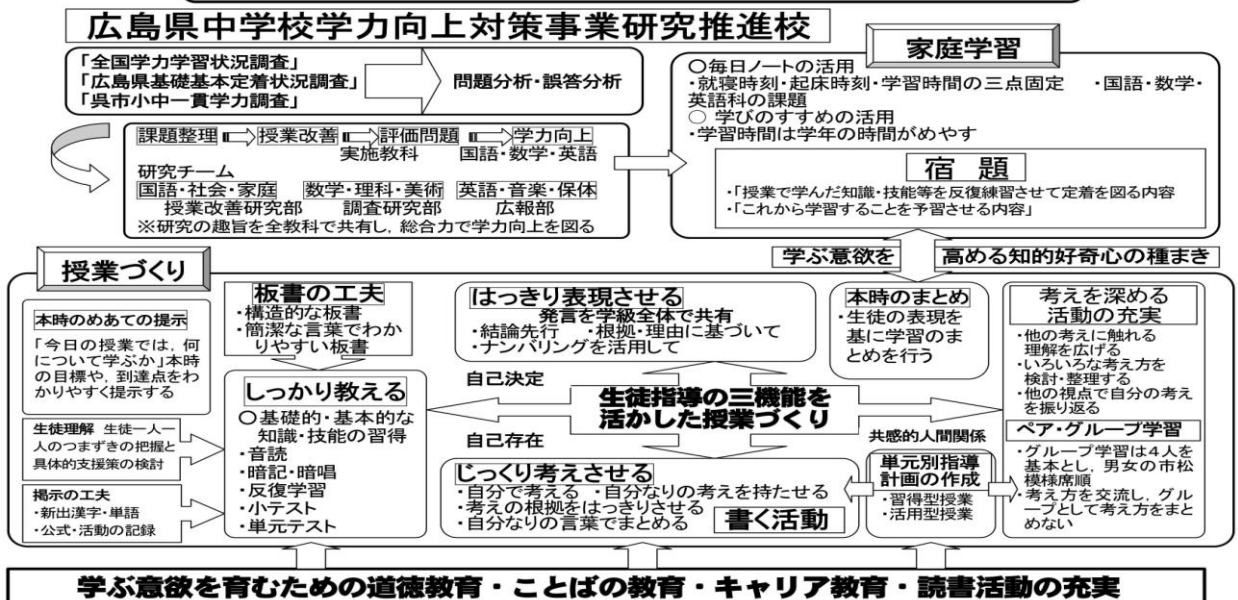 広島県中学校学力向上対策事業研究推進校
「全国学力学習状況調査」
「広島県基礎基本定着状況調査」
「呉市小中一貫学力調査」
問題分析・誤答分析
課題整理
授業改善
評価問題
学力向上
実施教科
国語・数学・英語
研究チーム
国語・社会・家庭
数学・理科・美術
英語・音楽・保体
授業改善研究部
調査研究部
広報部
※研究の趣旨を全教科で共有し，総合力で学力向上を図る
家庭学習
〇毎日ノートの活用
・就寝時刻・起床時刻・学習時間の三点固定　・国語・数学・
英語科の課題
○ 学びのすすめの活用
・学習時間は学年の時間がめやす
宿 題
・「授業で学んだ知識・技能等を反復練習させて定着を図る内容
・「これから学習することを予習させる内容」
学ぶ意欲を
高める知的好奇心の種まき
授業づくり
本時のめあての提示
「今日の授業では，何
について学ぶか」本時
の目標や，到達点をわ
かりやすく提示する
生徒理解　生徒一人一
人のつまずきの把握と
具体的支援策の検討
掲示の工夫
・新出漢字・単語
・公式・活動の記録
板書の工夫
・構造的な板書
・簡潔な言葉でわか
りやすい板書
しっかり教える
〇基礎的・基本的な
知識・技能の習得
・音読
・暗記・暗唱
・反復学習
・小テスト
・単元テスト
はっきり表現させる
発言を学級全体で共有
・結論先行　・根拠・理由に基づいて
・ナンバリングを活用して
自己決定
生徒指導の三機能を
活かした授業づくり
自己存在
共感的人間関係
じっくり考えさせる
・自分で考える　・自分なりの考えを持たせる
・考えの根拠をはっきりさせる
・自分なりの言葉でまとめる
書く活動
本時のまとめ
・生徒の表現を
基に学習のま
とめを行う
単元別指導
計画の作成
・習得型授業
・活用型授業
考えを深める
活動の充実
・他の考えに触れる
理解を広げる
・いろいろな考え方を
検討・整理する
・他の視点で自分の考え
を振り返る
ペア・グループ学習
・グループ学習は４人を
基本とし，男女の市松
模様席順
・考え方を交流し，グル
ープとして考え方をまと
めない
学ぶ意欲を育むための道徳教育・ことばの教育・キャリア教育・読書活動の充実